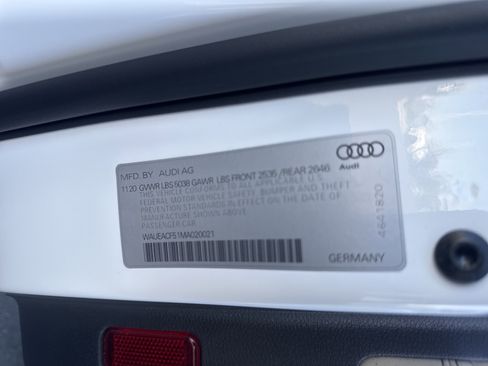 MFD. BY AUDI AG
1120 GVWR LBS 5038 GAWR LBS FRONT 2535 /REAR 2646
THIS VEHICLE CONFORMS TO ALL APPLICABLE U.S.
FEDERAL MOTOR VEHICLE SAFETY, BUMPER, AND THEFT
PREVENTION STANDARDS IN EFFECT ON THE DATE OF
MANUFACTURE SHOWN ABOVE.
PASSENGER CAR
WAUEACF51MA020021
Audi
4641820
GERMANY